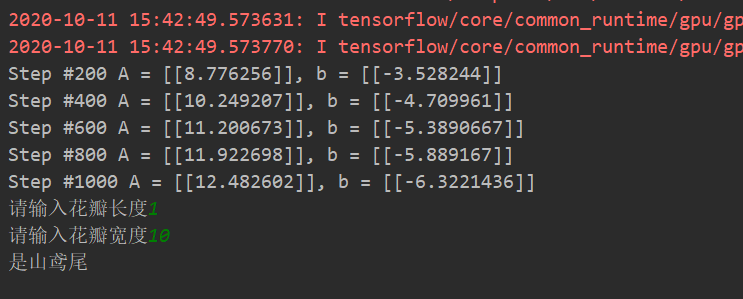 2020-10-11 15:42:49.573631: I tensorflow/core/common_runtime/gpu/gp
2020-10-11 15:42:49.573770: I tensorflow/core/common_runtime/gpu/gp
Step #200 A = [[8.776256]], b = [[-3.528244]]
Step #400 A = [[10.249207]], b = [[-4.709961]]
Step #600 A = [[11.200673]], b = [[-5.3890667]]
Step #800 A = [[11.922698]], b = [[-5.889167]]
Step #1000 A = [[12.482602]], b = [[-6.3221436]]
请输入花瓣长度1
请输入花瓣宽度10
是山鸢尾